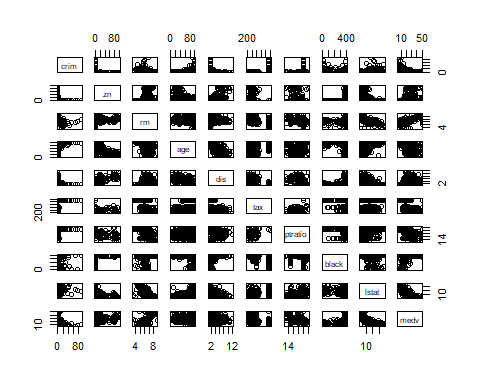 0 80 0 80 0 400 10 50
200
crim 0
0 zn
rm 4
0 age
dis 2
200 tax
ptratio 14
0 black
lstat 10
10 medv
0 80 4 8 2 12 14 10